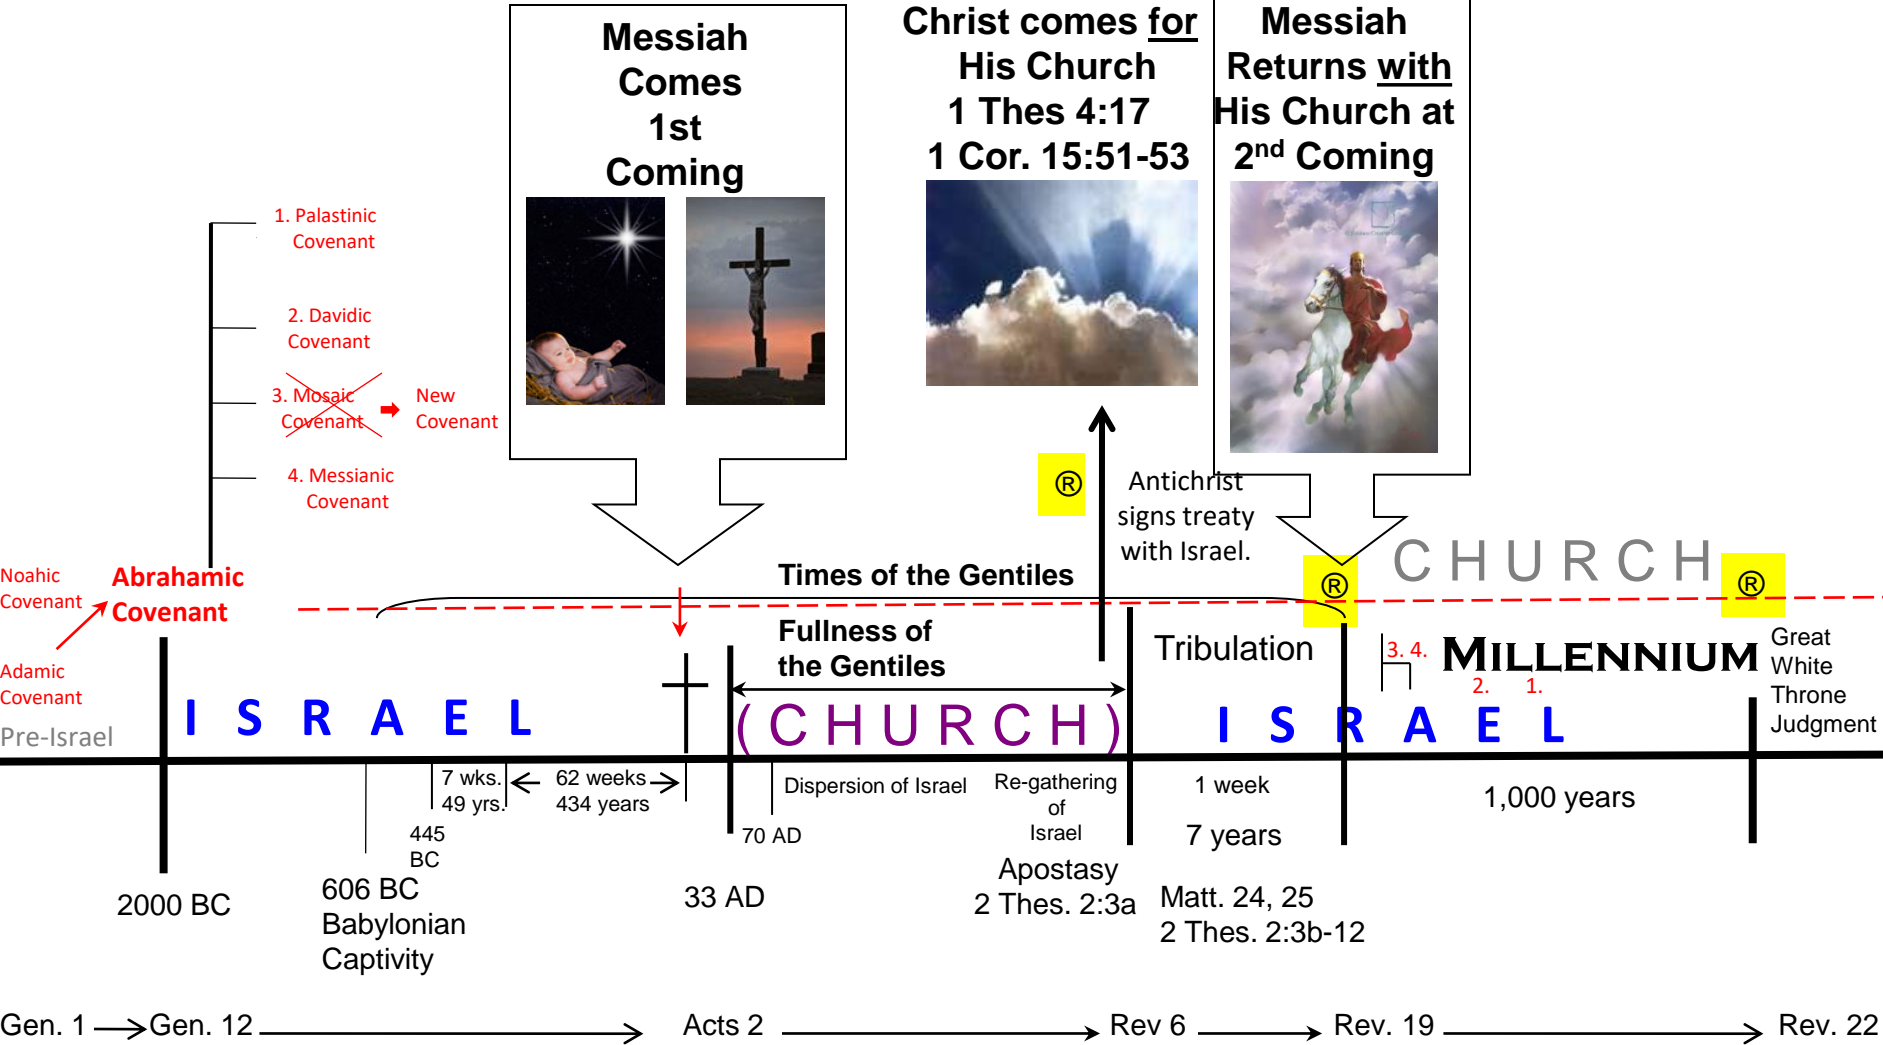 Messiah
Comes
1st
Coming
Christ comes for
His Church
1 Thes 4:17
1 Cor. 15:51-53
Messiah
Returns with
His Church at
2nd Coming
1. Palastinic
Covenant
2. Davidic
Covenant
3. Mosaic
Covenant
New
Covenant
4. Messianic
Covenant
®
Antichrist
signs treaty
with Israel.
Noahic
Covenant
Abrahamic
Covenant
Adamic
Covenant
Pre-Israel
Times of the Gentiles
Fullness of
the Gentiles
®
CHURCH
®
Tribulation
3. 4.
MILLENNIUM
2. 1.
Great
White
Throne
Judgment
ISRAEL
(CHURCH)
ISRAEL
7 wks.
49 yrs.
62 weeks
434 years
Dispersion of Israel
Re-gathering
of
Israel
1 week
7 years
1,000 years
445
BC
70 AD
2000 BC
606 BC
Babylonian
Captivity
33 AD
Apostasy
2 Thes. 2:3a
Matt. 24, 25
2 Thes. 2:3b-12
Gen. 1 Gen. 12 Acts 2 Rev 6 Rev. 19 Rev. 22